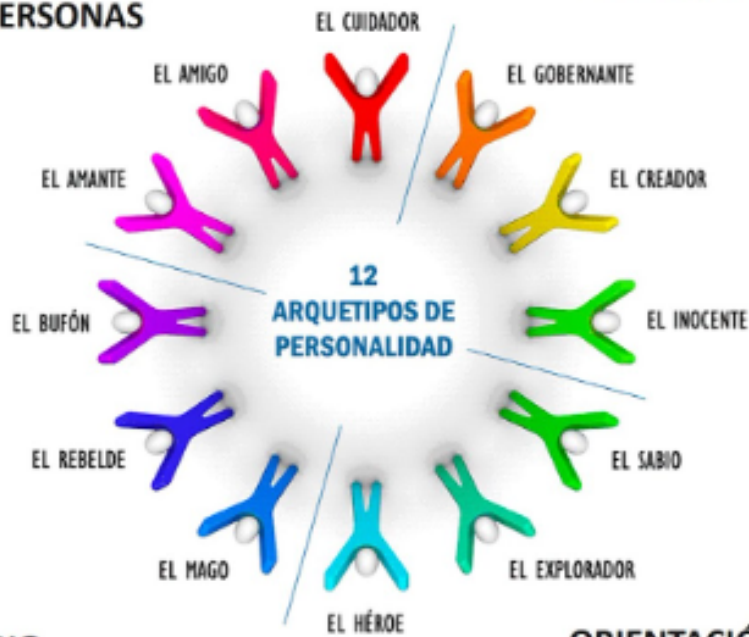 ERSONAS
EL CUIDADOR
EL AMIGO
EL GOBERNANTE
EL AMANTE
EL CREADOR
12
ARQUETIPOS DE
PERSONALIDAD
EL BUFÓN
EL INOCENTE
EL REBELDE
EL SABIO
EL MAGO
EL EXPLORADOR
EL HÉROE